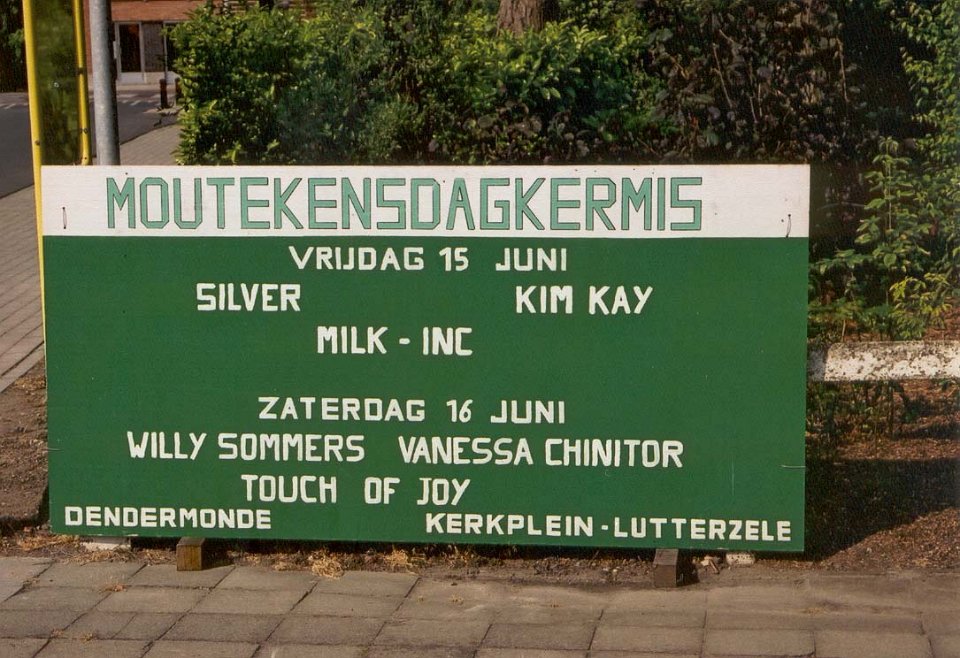 MOUTEKENSDAGKERMIS
VRIJDAG 15 JUNI
SILVER KIM KAY
MILK - INC
ZATERDAG 16 JUNI
WILLY SOMMERS VANESSA CHINITOR
TOUCH OF JOY
DENDERMONDE KERKPLEIN - LUTTERZELE